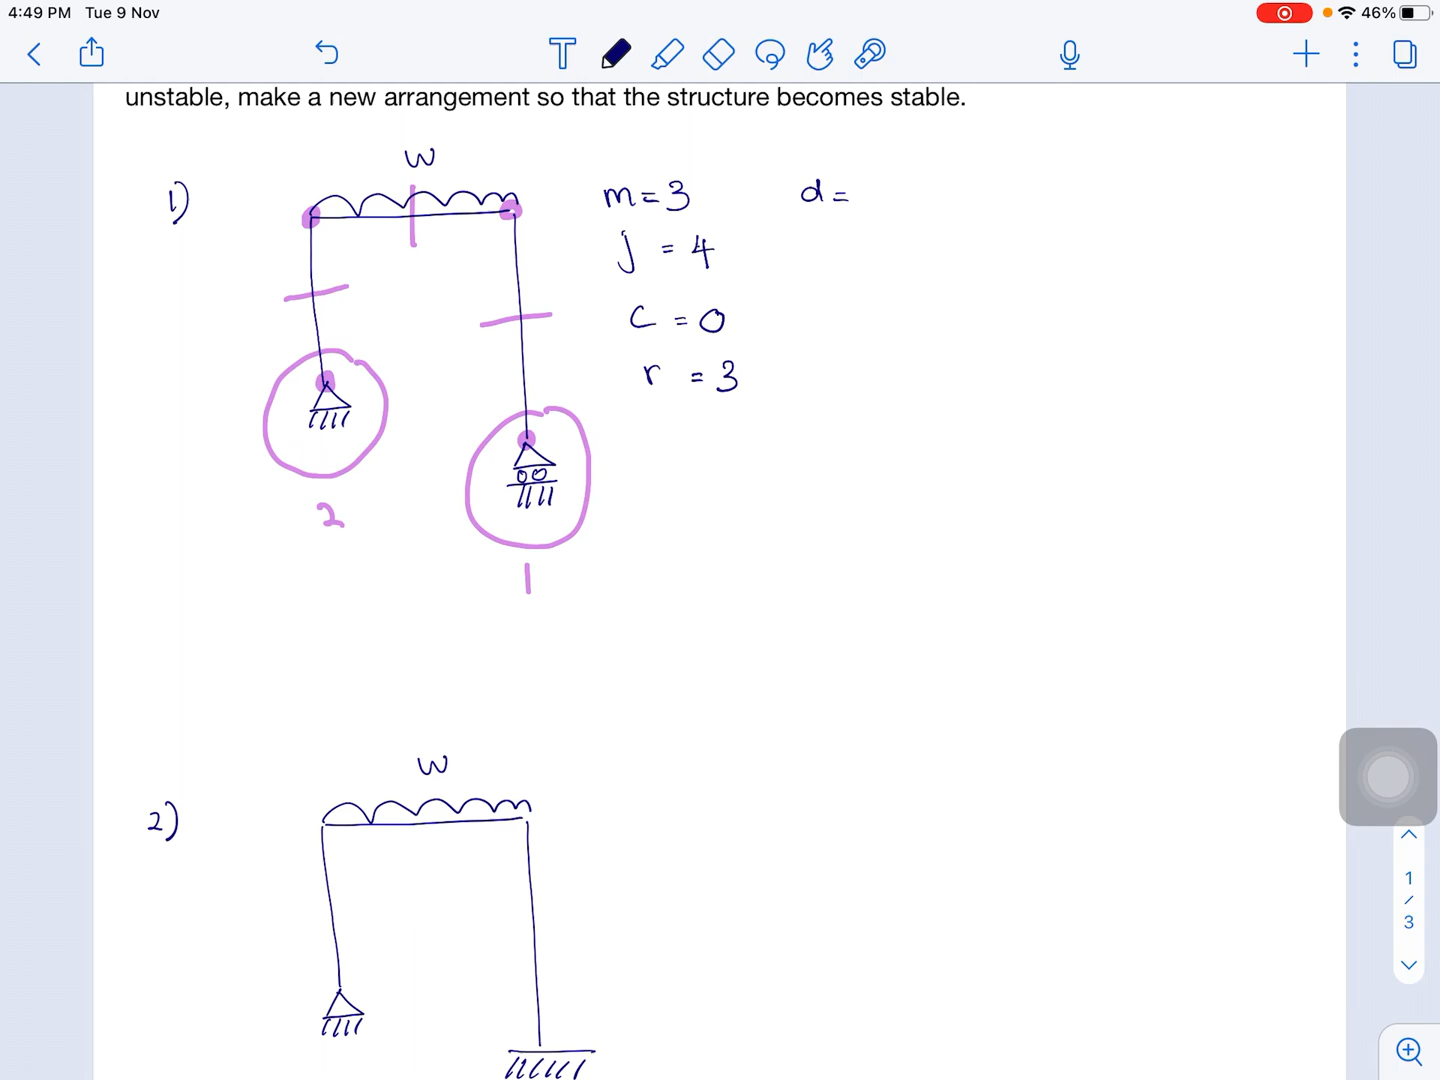 4:49 PM Tue 9 Nov
46%
unstable, make a new arrangement so that the structure becomes stable.
1)
w
m = 3
d =
j = 4
c = 0
r = 3
2
1
2)
w
1
/
3